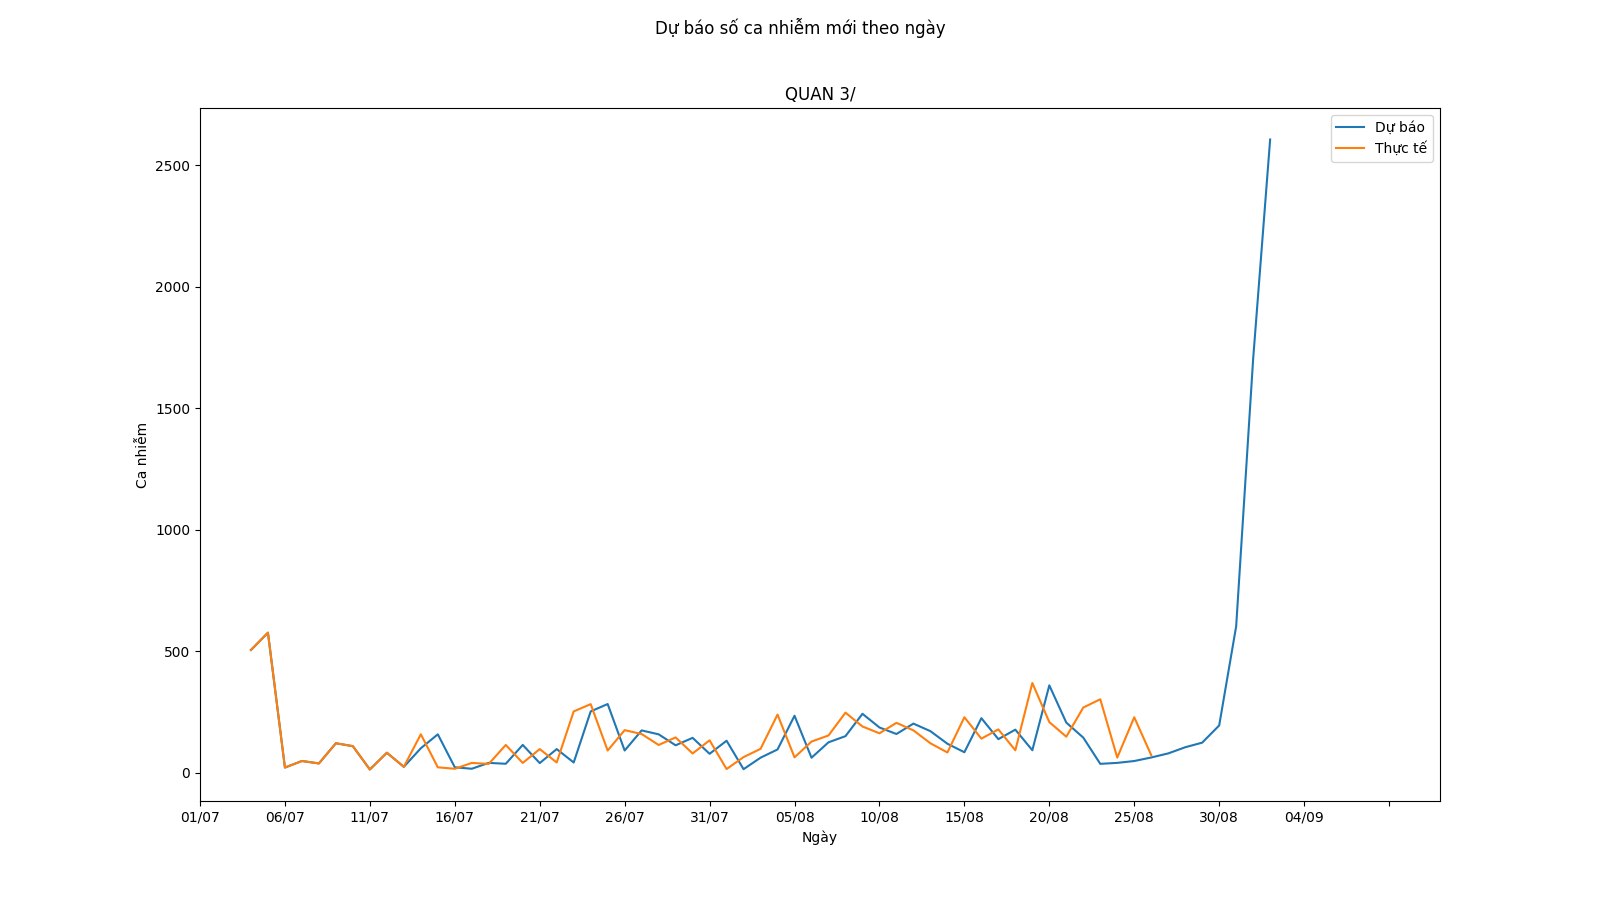 Dự báo số ca nhiễm mới theo ngày
QUAN 3/
Dự báo
Thực tế
2500
2000
1500
1000
500
0
Ca nhiễm
01/07 06/07 11/07 16/07 21/07 26/07 31/07 05/08 10/08 15/08 20/08 25/08 30/08 04/09
Ngày